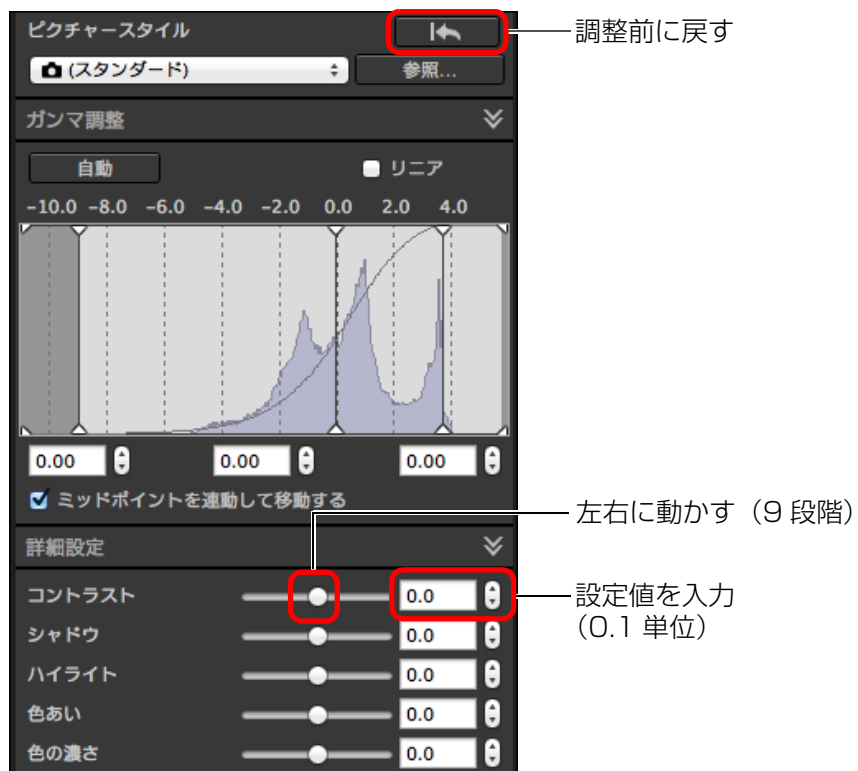 ピクチャースタイル
調整前に戻す
(スタンダード)
参照...
ガンマ調整
自動
リニア
-10.0 -8.0 -6.0 -4.0 -2.0 0.0 2.0 4.0
0.00 0.00 0.00
ミッドポイントを連動して移動する
左右に動かす（9 段階）
詳細設定
コントラスト 0.0
設定値を入力
（0.1 単位）
シャドウ 0.0
ハイライト 0.0
色あい 0.0
色の濃さ 0.0